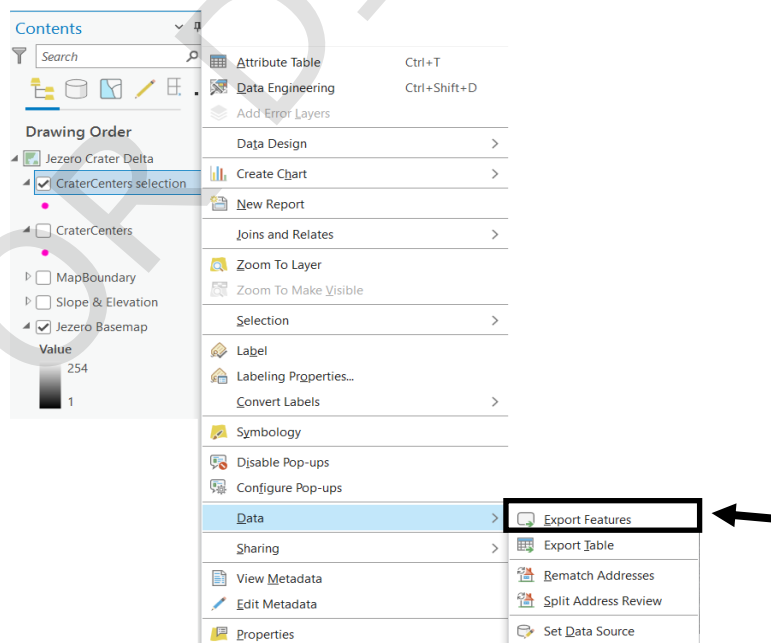 Contents
Search
Drawing Order
Jezero Crater Delta
CraterCenters selection
CraterCenters
MapBoundary
Slope & Elevation
Jezero Basemap
Value
254
1
Attribute Table Ctrl+T
Data Engineering Ctrl+Shift+D
Add Error Layers
Data Design
Create Chart
New Report
Joins and Relates
Zoom To Layer
Zoom To Make Visible
Selection
Label
Labeling Properties...
Convert Labels
Symbology
Disable Pop-ups
Configure Pop-ups
Data
Sharing
View Metadata
Edit Metadata
Properties
Export Features
Export Table
Rematch Addresses
Split Address Review
Set Data Source